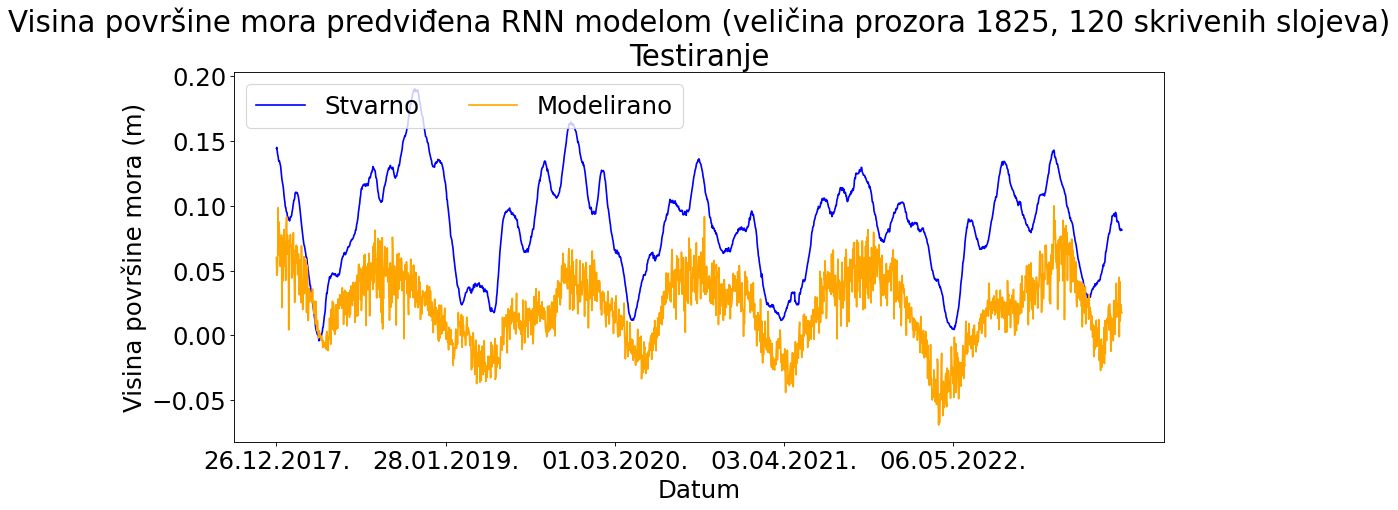 Visina površine mora predviđena RNN modelom (veličina prozora 1825, 120 skrivenih slojeva)
Testiranje
Stvarno Modelirano
Visina površine mora (m)
0.20
0.15
0.10
0.05
0.00
−0.05
26.12.2017. 28.01.2019. 01.03.2020. 03.04.2021. 06.05.2022.
Datum